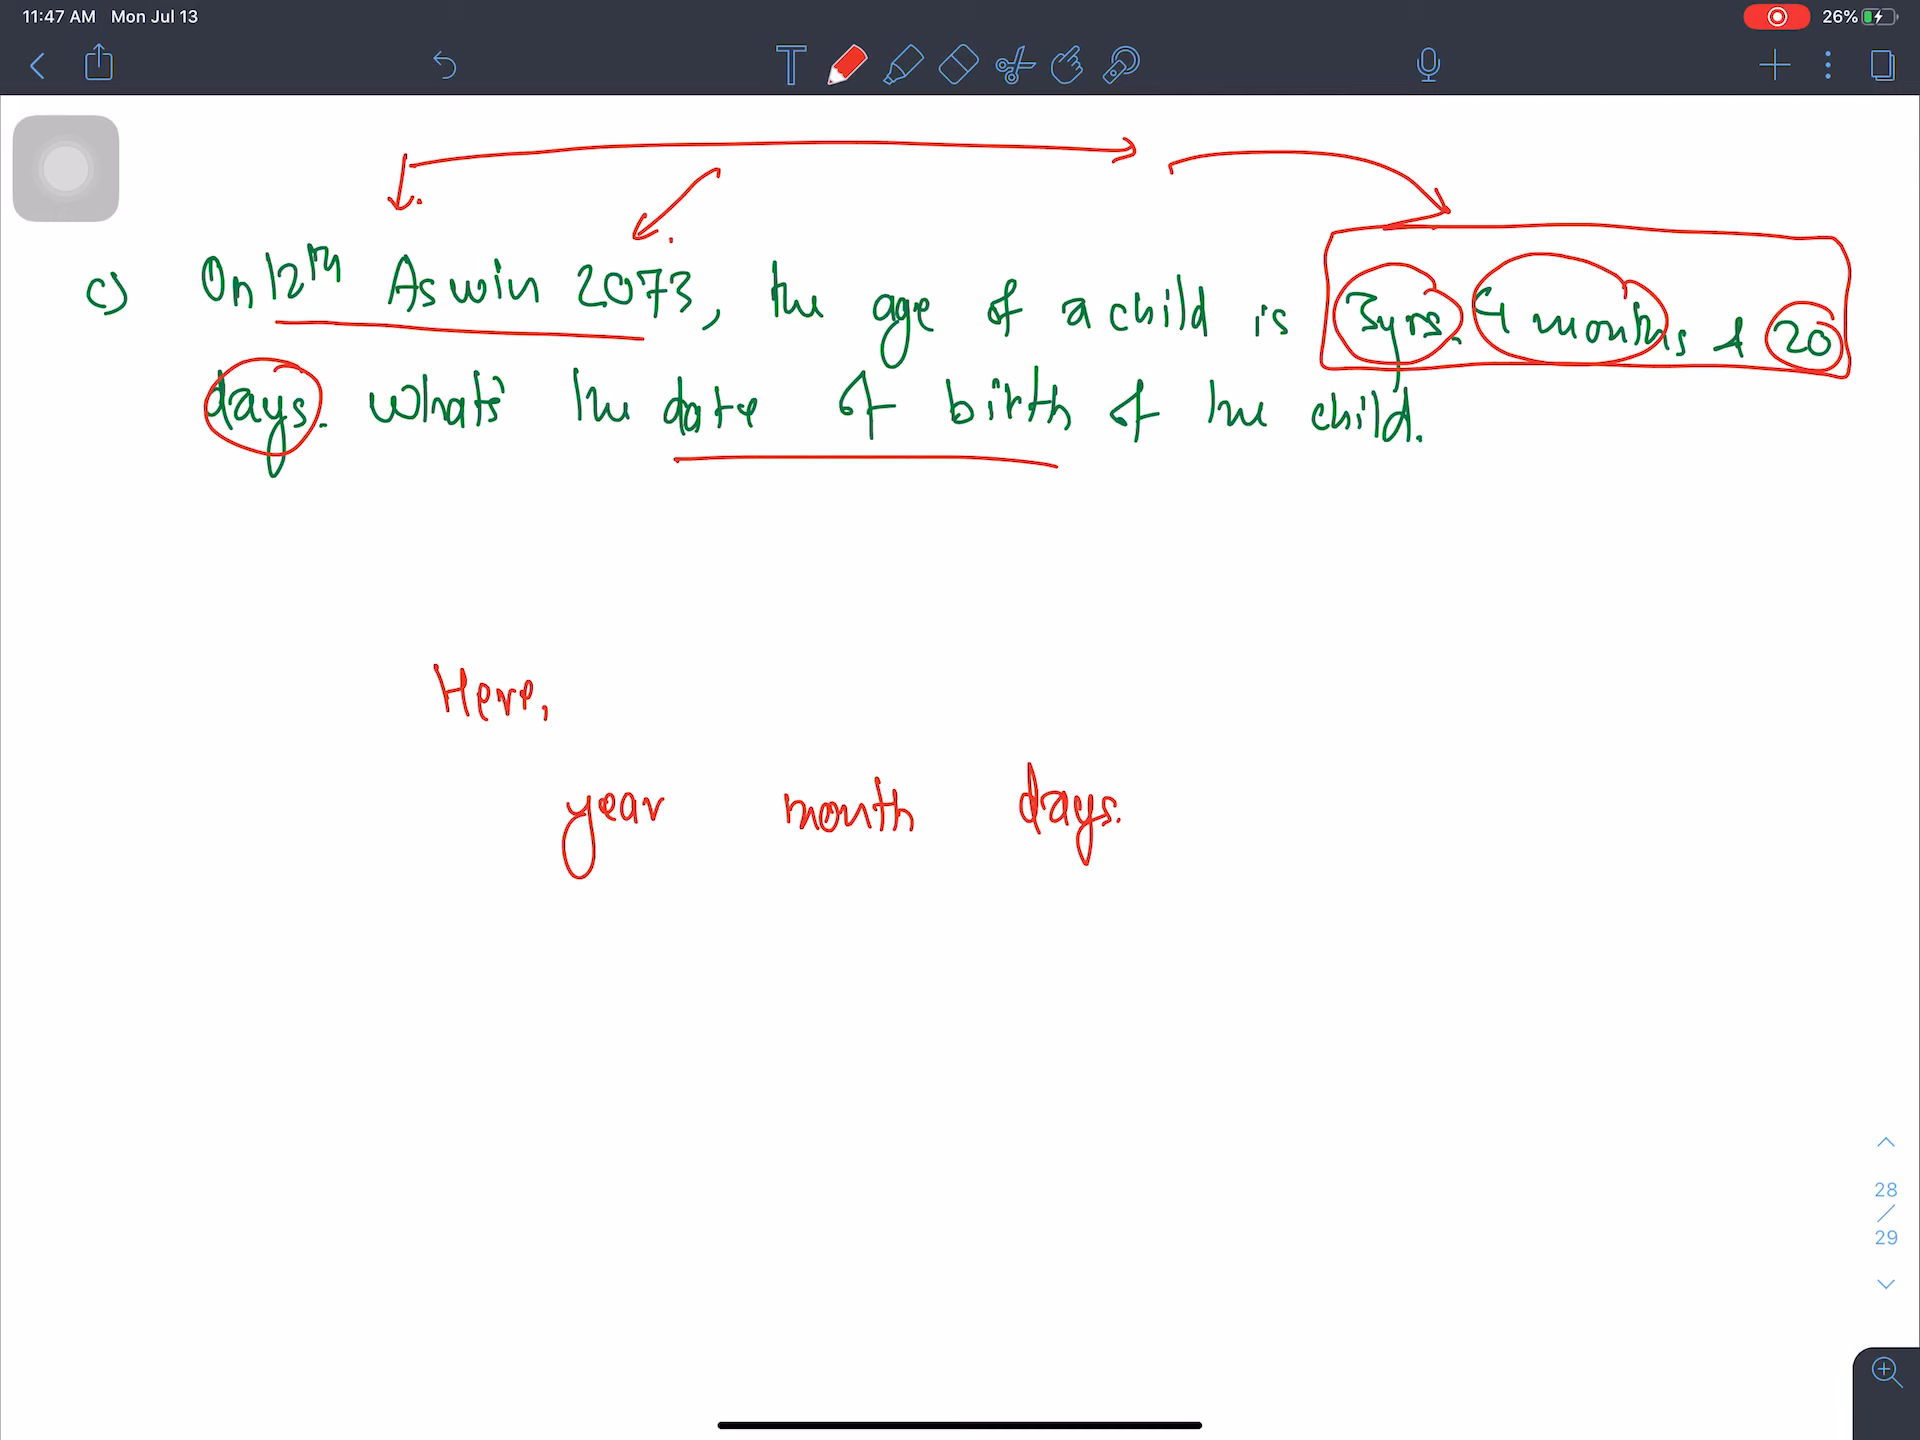 11:47 AM Mon Jul 13
26%
T
c) On 12th Aswin 2073, the age of a child is 3yrs. 4 months & 20
days. What's the date of birth of the child.
Here,
year month days.
28
/
29